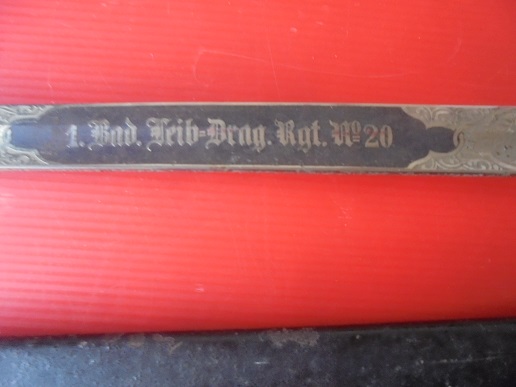 1. Bad. Leib=Drag. Rgt. Nº 20